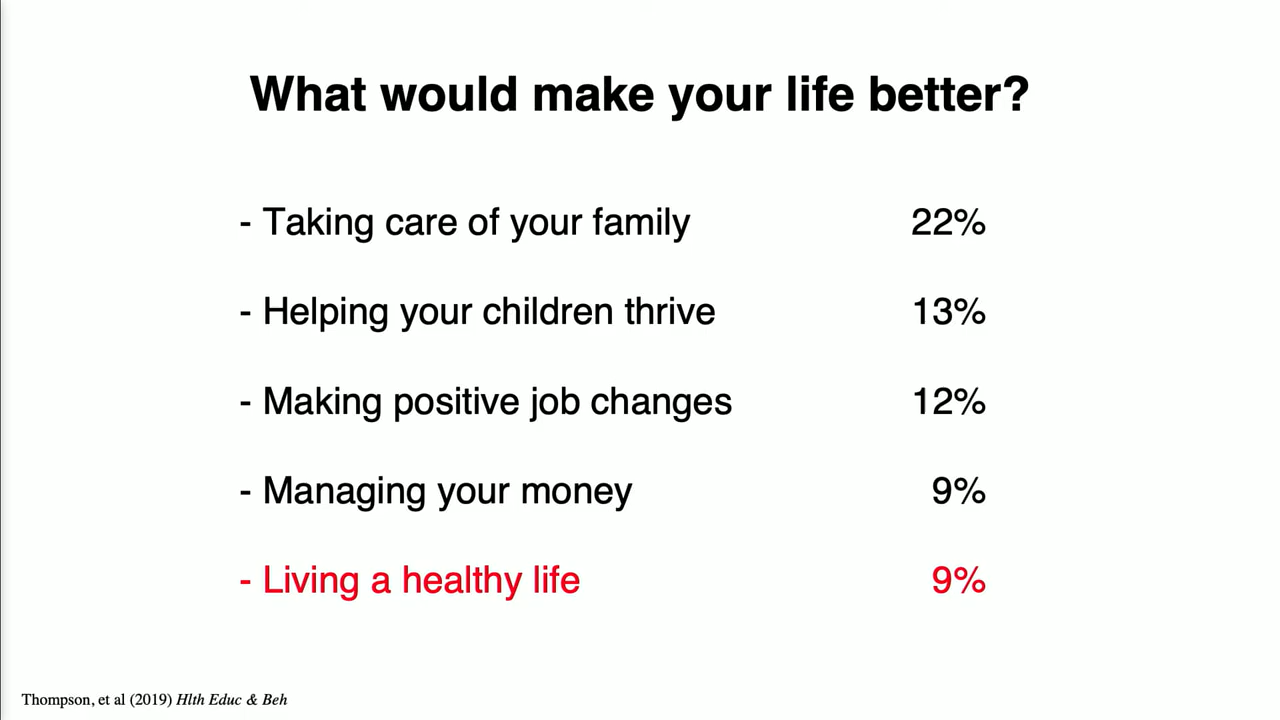 What would make your life better?
- Taking care of your family 22%
- Helping your children thrive 13%
- Making positive job changes 12%
- Managing your money 9%
- Living a healthy life 9%
Thompson, et al (2019) Hlth Educ & Beh